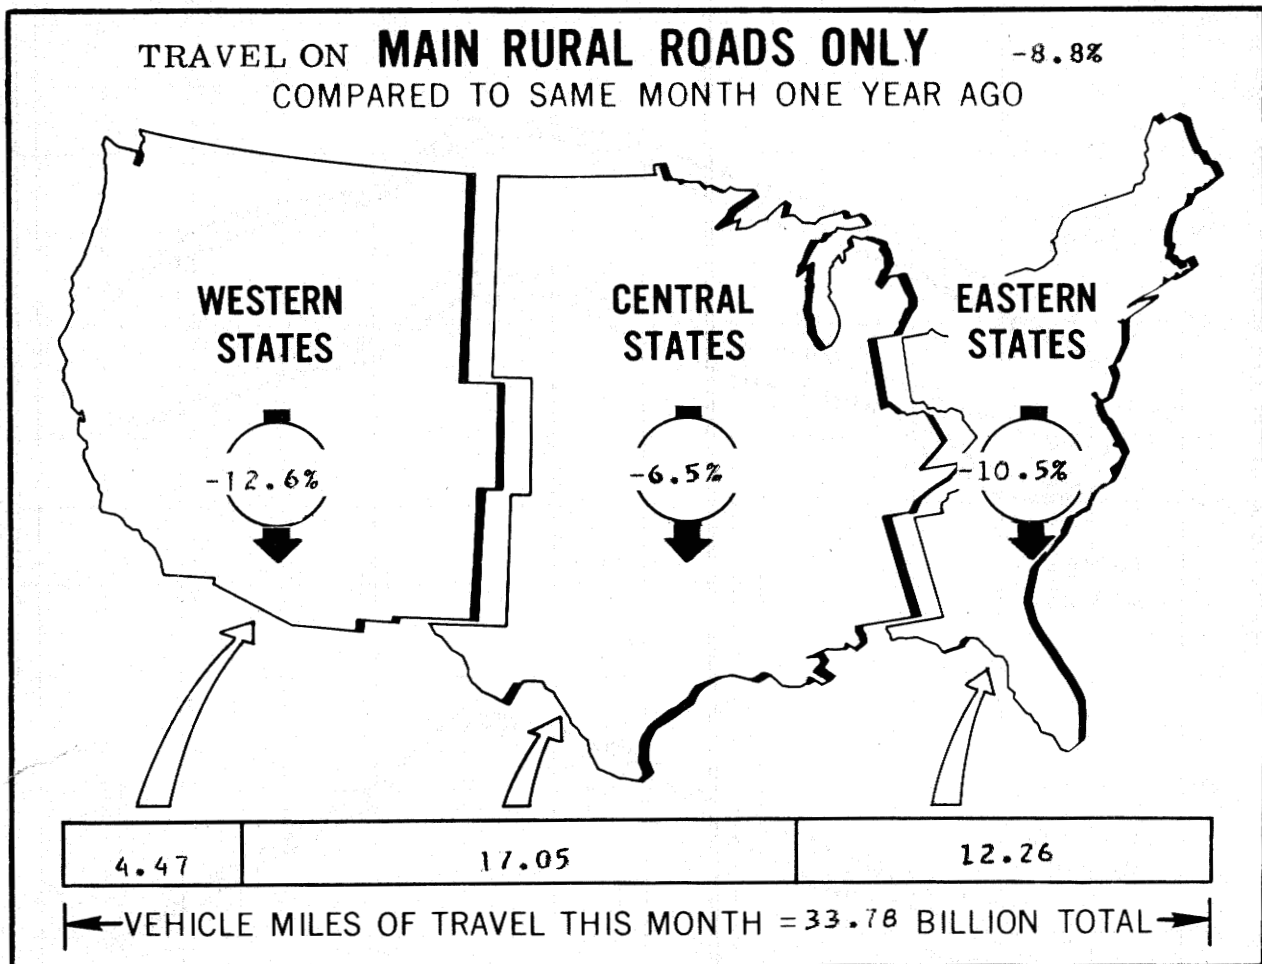 TRAVEL ON MAIN RURAL ROADS ONLY -8.8%
COMPARED TO SAME MONTH ONE YEAR AGO
WESTERN
STATES
-12.6%
CENTRAL
STATES
-6.5%
EASTERN
STATES
-10.5%
4.47 17.05 12.26
VEHICLE MILES OF TRAVEL THIS MONTH = 33.78 BILLION TOTAL